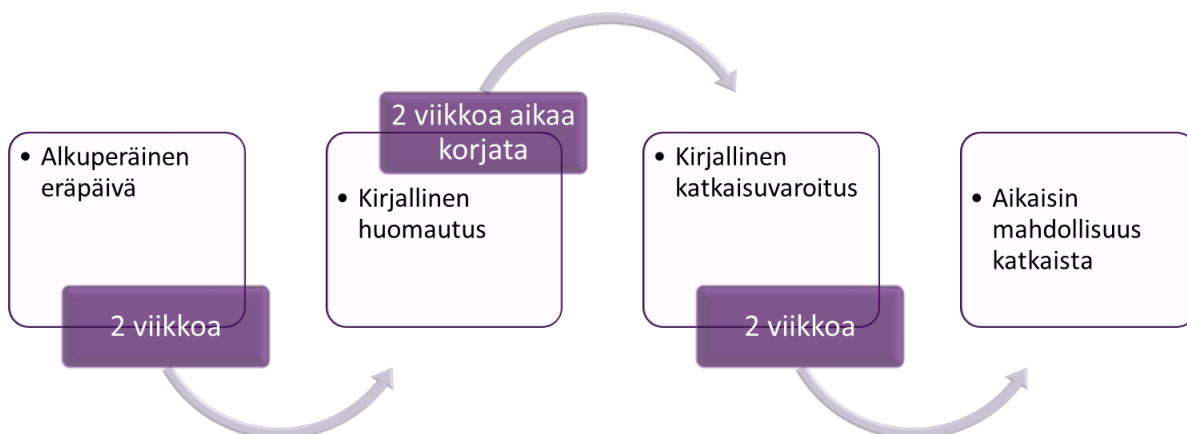 • Alkuperäinen
eräpäivä
2 viikkoa
2 viikkoa aikaa
korjata
• Kirjallinen
huomautus
• Kirjallinen
katkaisuvaroitus
2 viikkoa
• Aikaisin
mahdollisuus
katkaista